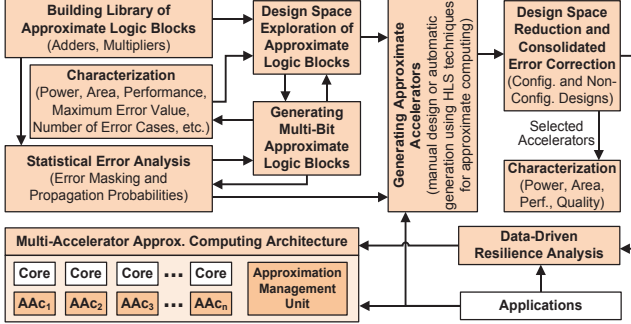 Building Library of
Approximate Logic Blocks
(Adders, Multipliers)
Characterization
(Power, Area, Performance,
Maximum Error Value,
Number of Error Cases, etc.)
Statistical Error Analysis
(Error Masking and
Propagation Probabilities)
Design Space
Exploration of
Approximate
Logic Blocks
Generating
Multi-Bit
Approximate
Logic Blocks
Generating Approximate
Accelerators
(manual design or automatic
generation using HLS techniques
for approximate computing)
Design Space
Reduction and
Consolidated
Error Correction
(Config. and Non-
Config. Designs)
Selected
Accelerators
Characterization
(Power, Area,
Perf., Quality)
Multi-Accelerator Approx. Computing Architecture
Core Core Core ... Core
AAc1 AAc2 AAc3 ... AAcn
Approximation
Management
Unit
Data-Driven
Resilience Analysis
Applications